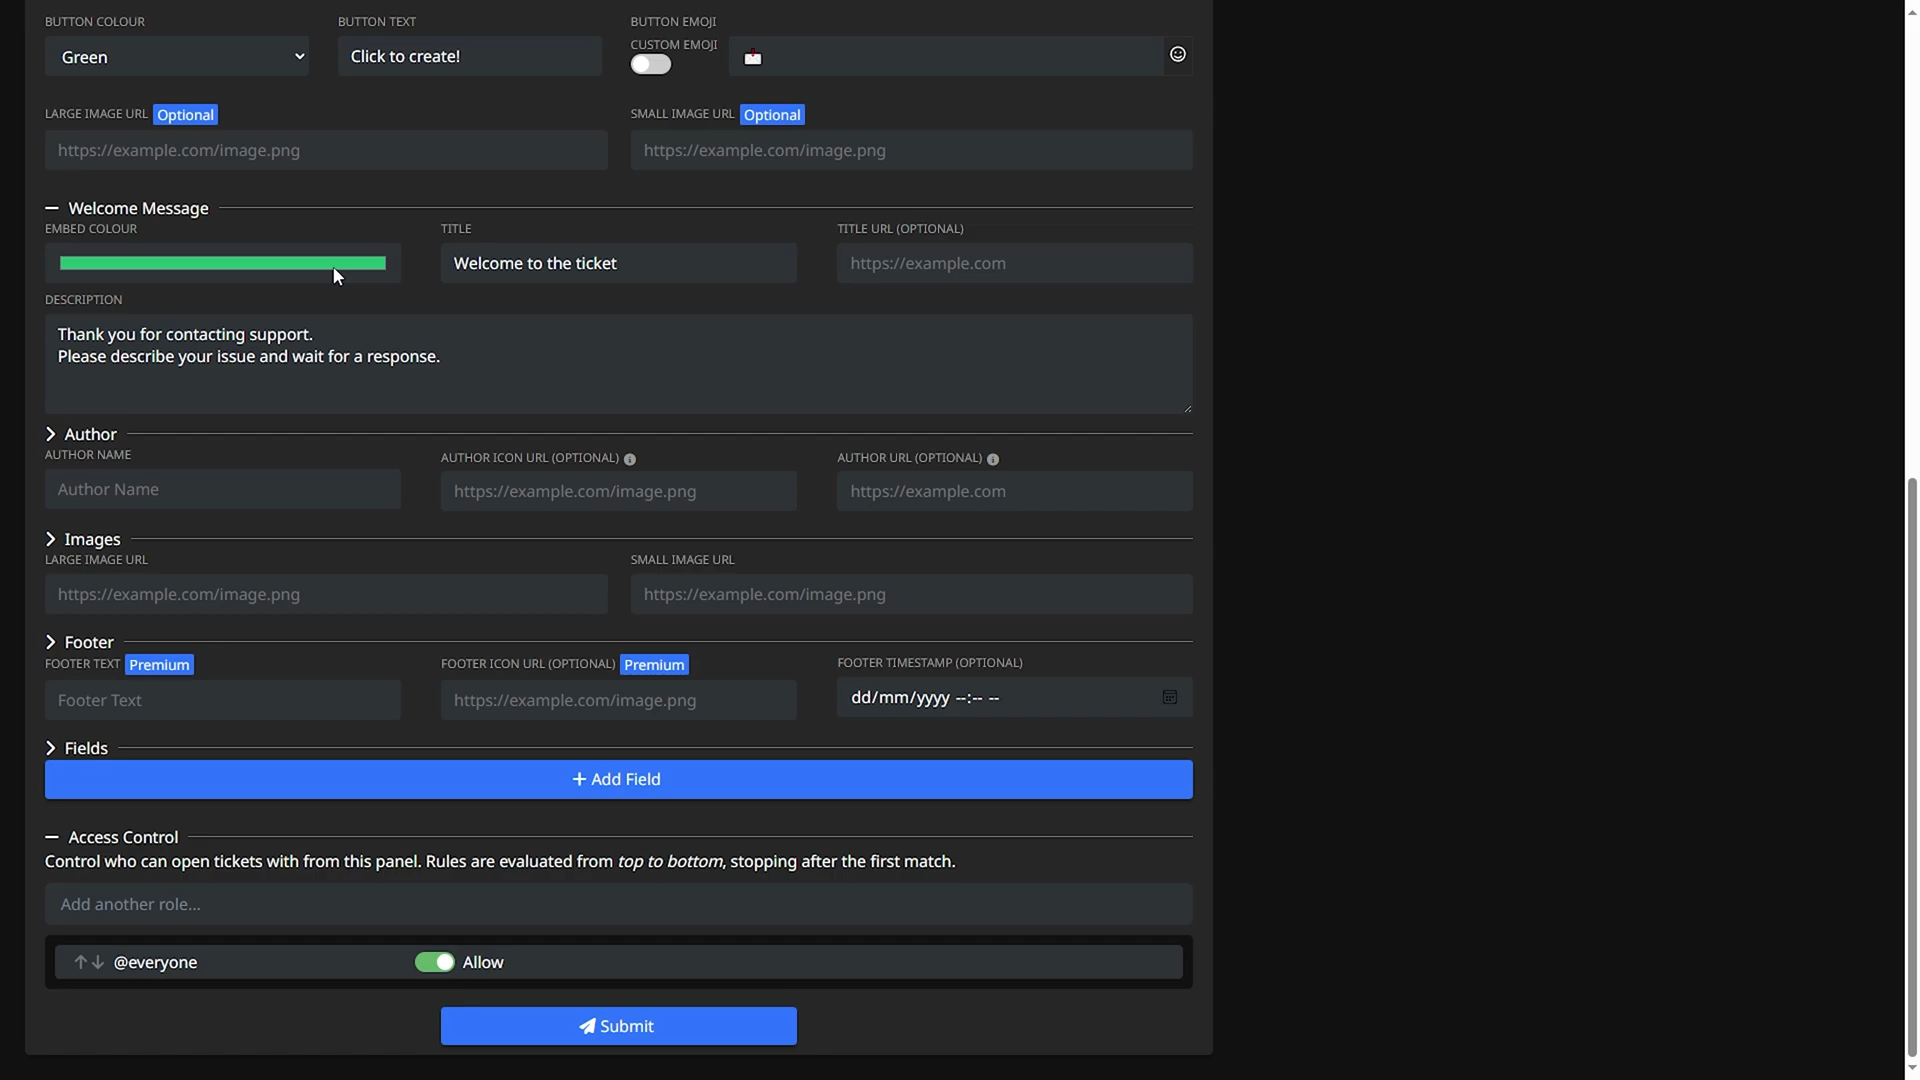 BUTTON COLOUR BUTTON TEXT BUTTON EMOJI
CUSTOM EMOJI
Green Click to create!
LARGE IMAGE URL Optional SMALL IMAGE URL Optional
https://example.com/image.png https://example.com/image.png
Welcome Message
EMBED COLOUR TITLE TITLE URL (OPTIONAL)
Welcome to the ticket https://example.com
DESCRIPTION
Thank you for contacting support.
Please describe your issue and wait for a response.
Author
AUTHOR NAME AUTHOR ICON URL (OPTIONAL) AUTHOR URL (OPTIONAL)
Author Name https://example.com/image.png https://example.com
Images
LARGE IMAGE URL SMALL IMAGE URL
https://example.com/image.png https://example.com/image.png
Footer
FOOTER TEXT Premium FOOTER ICON URL (OPTIONAL) Premium FOOTER TIMESTAMP (OPTIONAL)
Footer Text https://example.com/image.png dd/mm/yyyy --:-- --
Fields
+ Add Field
Access Control
Control who can open tickets with from this panel. Rules are evaluated from top to bottom, stopping after the first match.
Add another role...
@everyone Allow
Submit